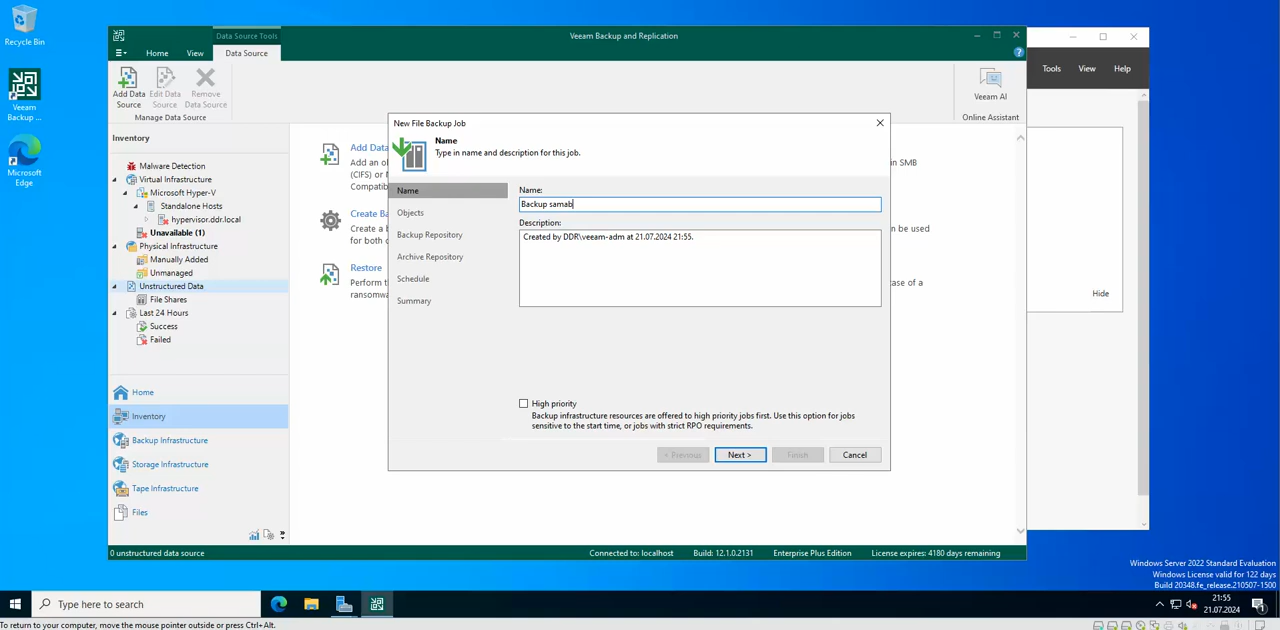 Recycle Bin
Veeam
Backup ...
Microsoft
Edge
Data Source Tools
Veeam Backup and Replication
Home
View
Data Source
Add Data
Source
Edit Data
Source
Remove
Data Source
Manage Data Source
Veeam AI
Online Assistant
Tools
View
Help
Inventory
Malware Detection
Virtual Infrastructure
Microsoft Hyper-V
Standalone Hosts
hypervisor.ddr.local
Unavailable (1)
Physical Infrastructure
Manually Added
Unmanaged
Unstructured Data
File Shares
Last 24 Hours
Success
Failed
Home
Inventory
Backup Infrastructure
Storage Infrastructure
Tape Infrastructure
Files
Add Data
Add an ol
(CIFS) or N
Compatib
in SMB
Create Ba
Create a b
for both c
n be used
Restore
Perform th
ransomwa
case of a
Hide
New File Backup Job
Name
Type in name and description for this job.
Name
Objects
Backup Repository
Archive Repository
Schedule
Summary
Name:
Backup samab
Description:
Created by DDR\veeam-adm at 21.07.2024 21:55.
High priority
Backup infrastructure resources are offered to high priority jobs first. Use this option for jobs
sensitive to the start time, or jobs with strict RPO requirements.
< Previous
Next >
Finish
Cancel
0 unstructured data source
Connected to: localhost
Build: 12.1.0.2131
Enterprise Plus Edition
License expires: 4180 days remaining
Windows Server 2022 Standard Evaluation
Windows License valid for 122 days
Build 20348.fe_release.210507-1500
Type here to search
21:55
21.07.2024
To return to your computer, move the mouse pointer outside or press Ctrl+Alt.